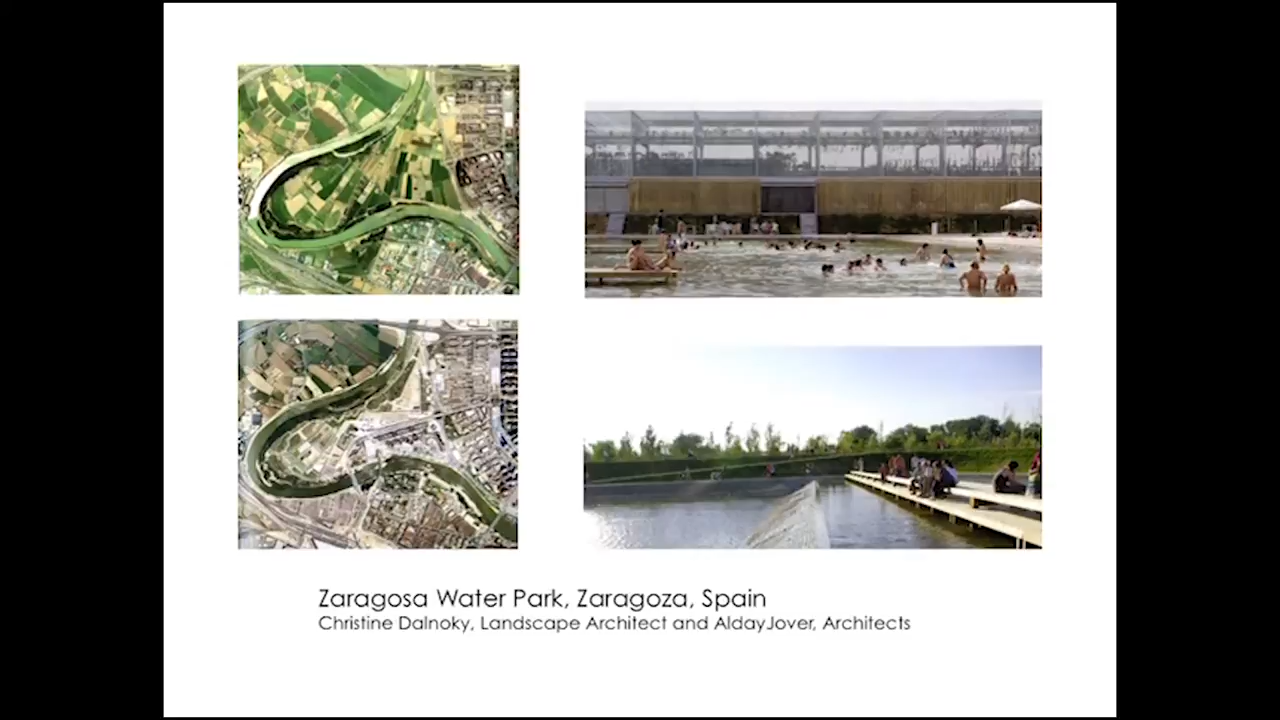 Zaragosa Water Park, Zaragoza, Spain
Christine Dalnoky, Landscape Architect and AldayJover, Architects